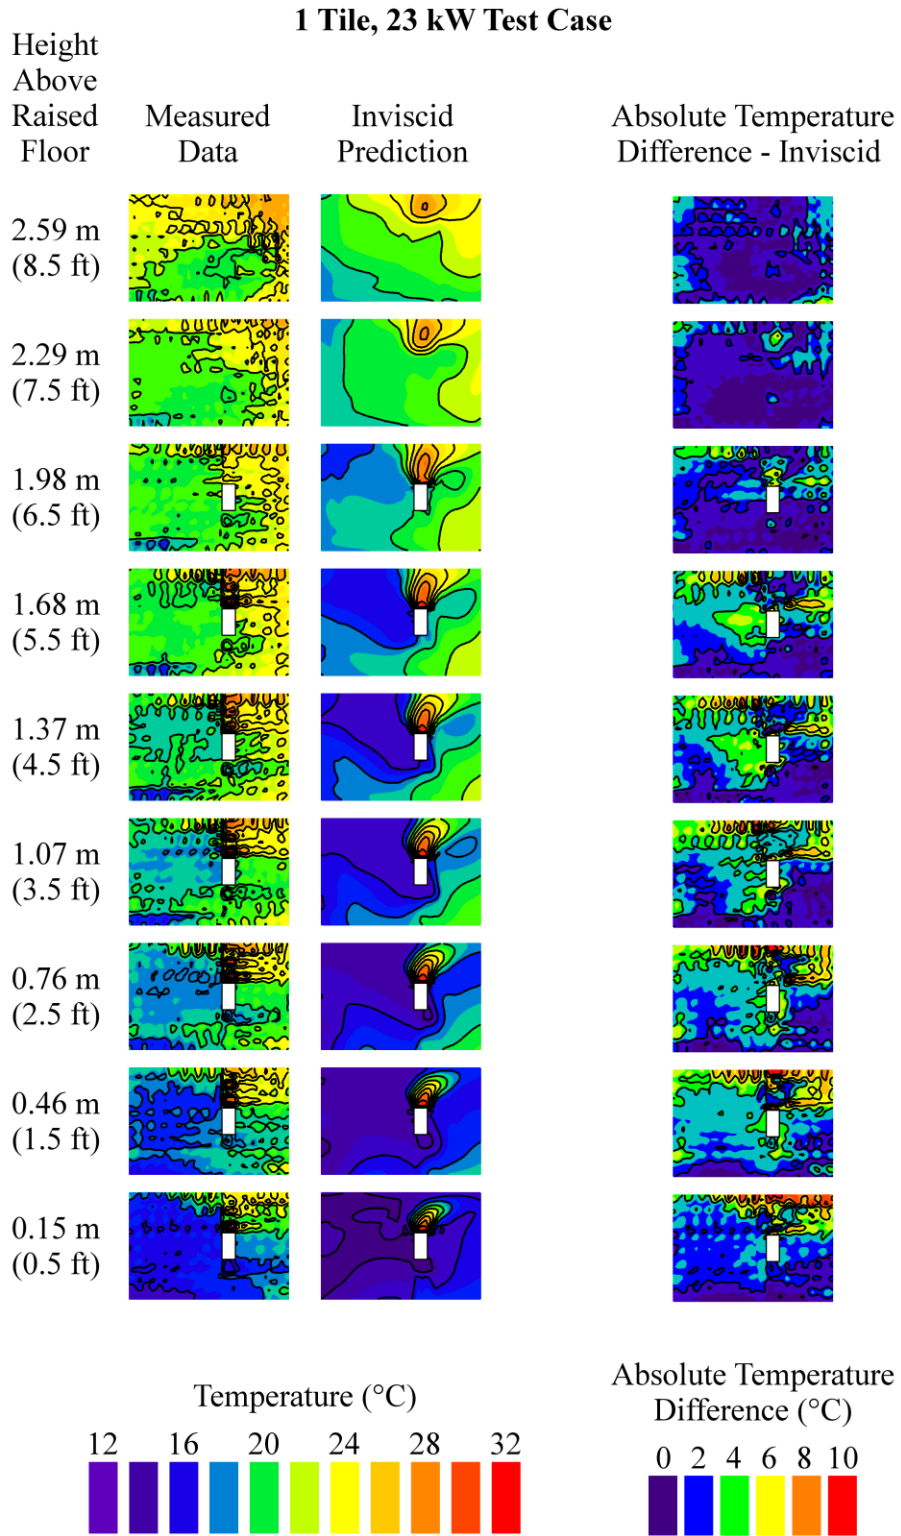 1 Tile, 23 kW Test Case
Height
Above
Raised
Floor
Measured
Data
Inviscid
Prediction
Absolute Temperature
Difference - Inviscid
2.59 m
(8.5 ft)
2.29 m
(7.5 ft)
1.98 m
(6.5 ft)
1.68 m
(5.5 ft)
1.37 m
(4.5 ft)
1.07 m
(3.5 ft)
0.76 m
(2.5 ft)
0.46 m
(1.5 ft)
0.15 m
(0.5 ft)
Temperature (°C)
12 16 20 24 28 32
Absolute Temperature
Difference (°C)
0 2 4 6 8 10